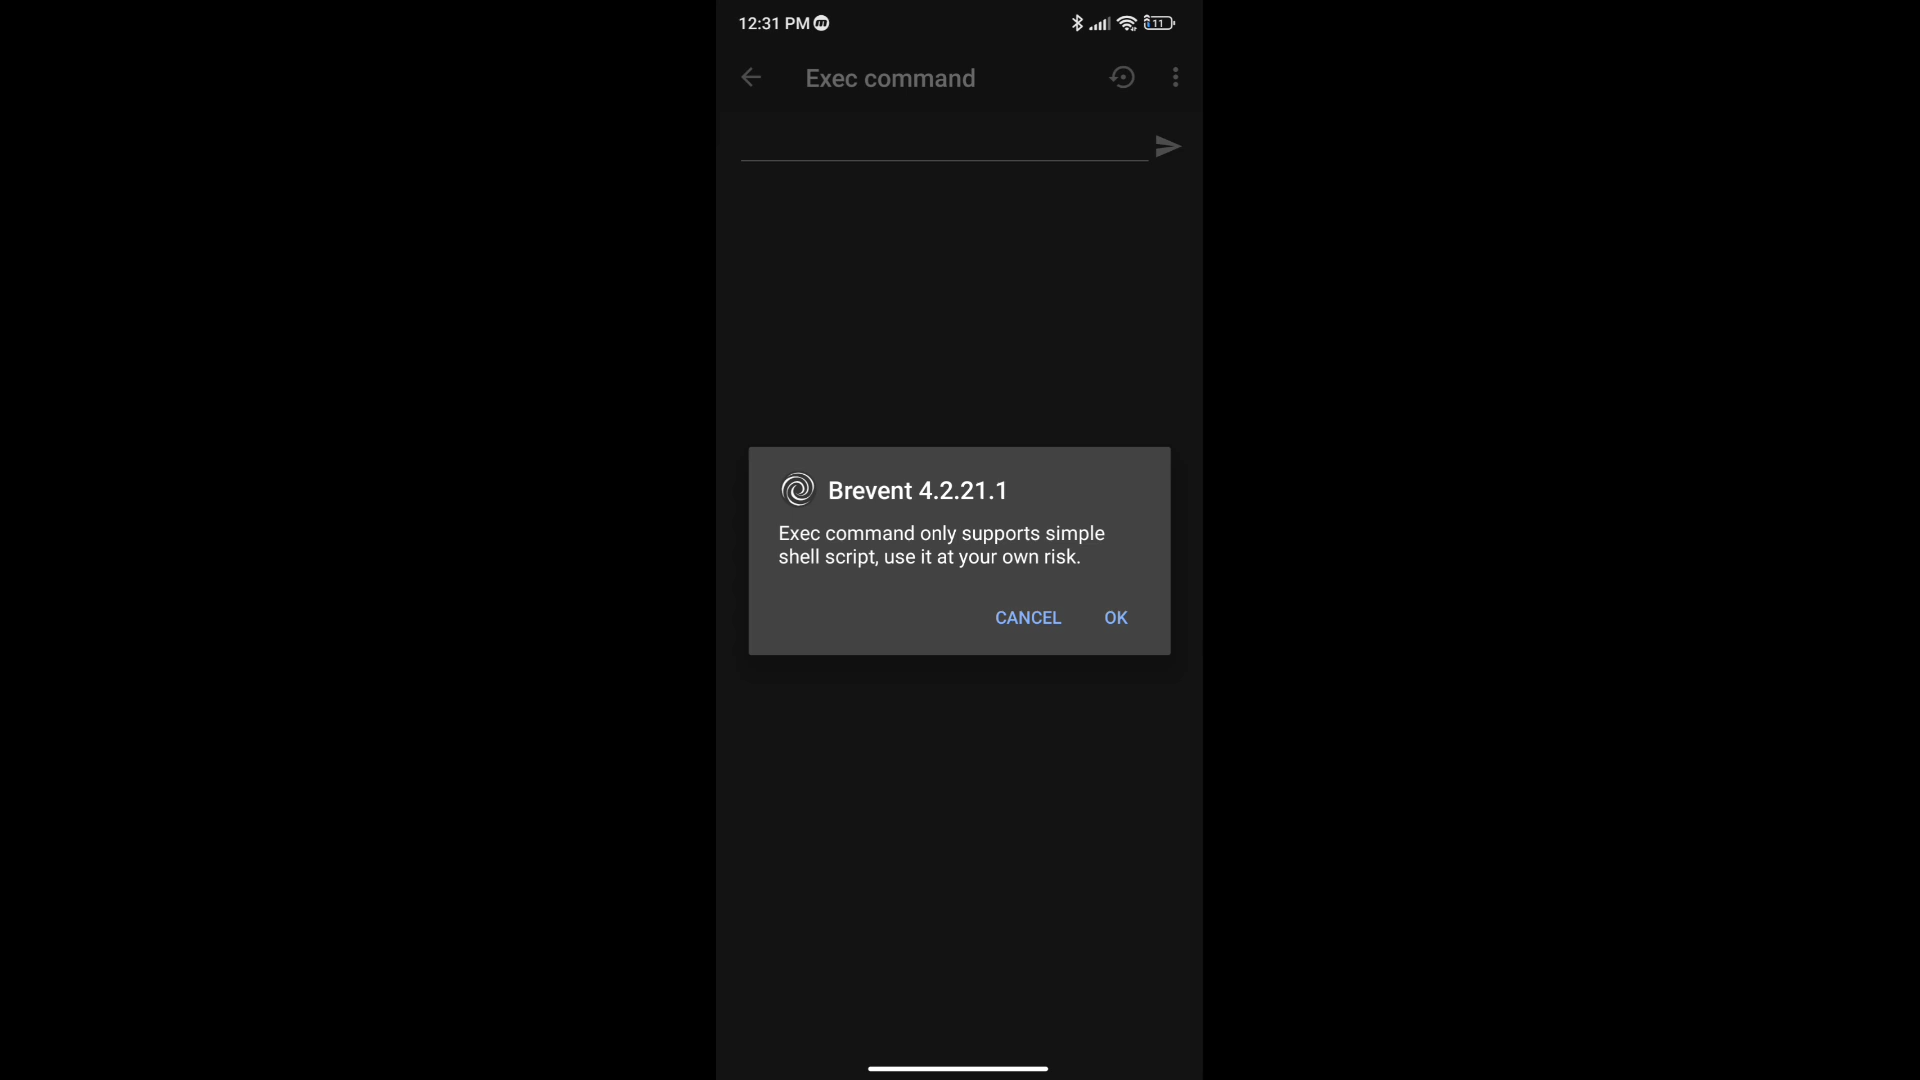 12:31 PM
11
Exec command
Brevent 4.2.21.1
Exec command only supports simple
shell script, use it at your own risk.
CANCEL OK